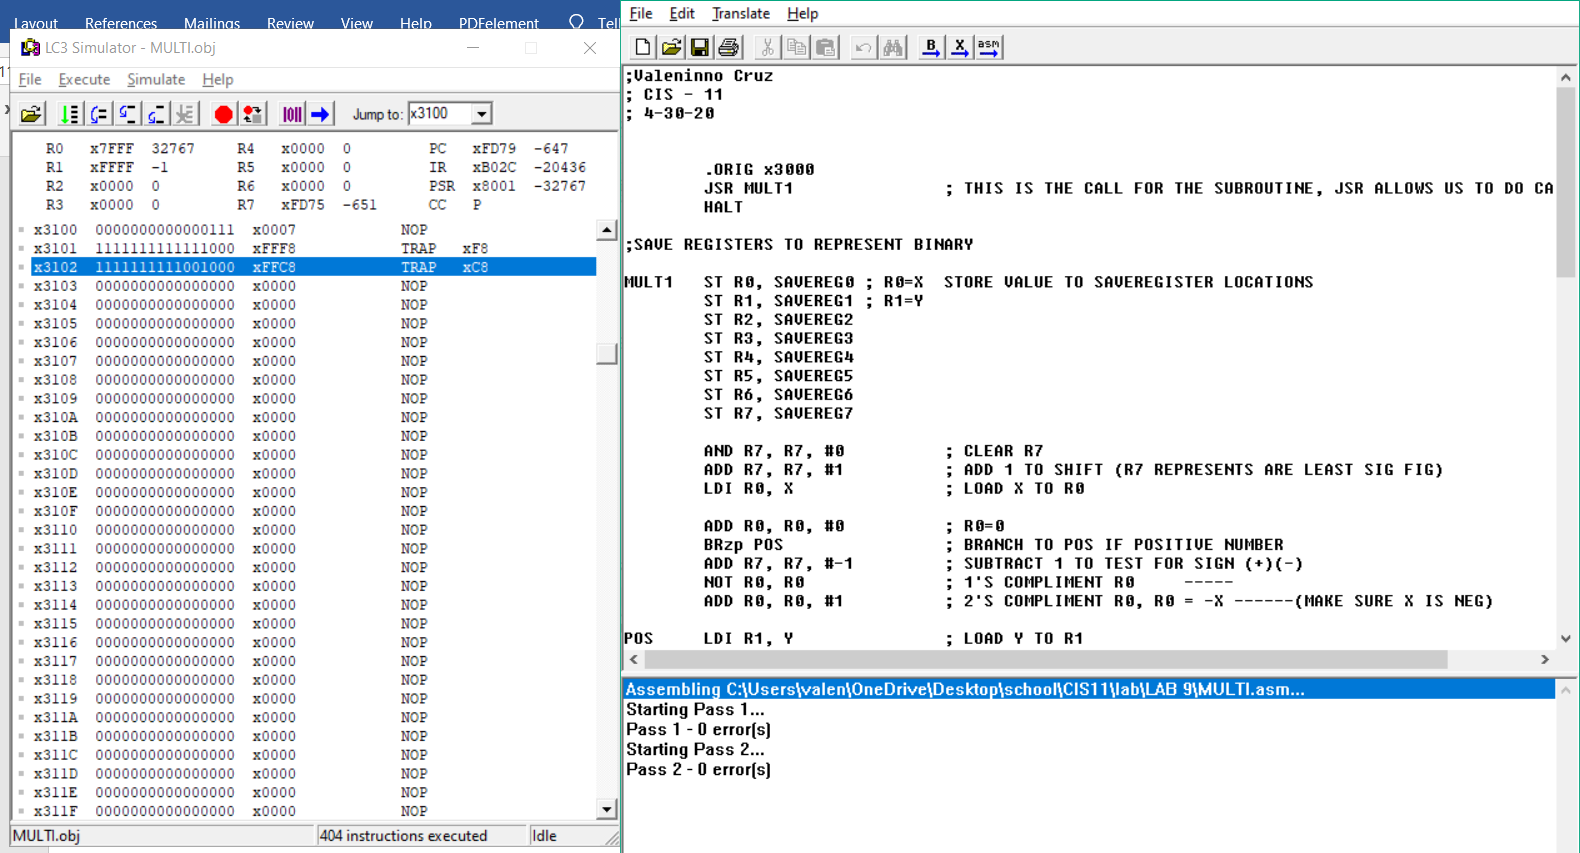 Layout References Mailings Review View Help PDFelement Tell
LC3 Simulator - MULTI.obj
File Execute Simulate Help
Jump to: x3100
R0 x7FFF 32767 R4 x0000 0 PC xFD79 -647
R1 xFFFF -1 R5 x0000 0 IR xB02C -20436
R2 x0000 0 R6 x0000 0 PSR x8001 -32767
R3 x0000 0 R7 xFD75 -651 CC P
x3100 0000000000000111 x0007 NOP
x3101 1111111111111000 xFFF8 TRAP xF8
x3102 1111111111001000 xFFC8 TRAP xC8
x3103 0000000000000000 x0000 NOP
x3104 0000000000000000 x0000 NOP
x3105 0000000000000000 x0000 NOP
x3106 0000000000000000 x0000 NOP
x3107 0000000000000000 x0000 NOP
x3108 0000000000000000 x0000 NOP
x3109 0000000000000000 x0000 NOP
x310A 0000000000000000 x0000 NOP
x310B 0000000000000000 x0000 NOP
x310C 0000000000000000 x0000 NOP
x310D 0000000000000000 x0000 NOP
x310E 0000000000000000 x0000 NOP
x310F 0000000000000000 x0000 NOP
x3110 0000000000000000 x0000 NOP
x3111 0000000000000000 x0000 NOP
x3112 0000000000000000 x0000 NOP
x3113 0000000000000000 x0000 NOP
x3114 0000000000000000 x0000 NOP
x3115 0000000000000000 x0000 NOP
x3116 0000000000000000 x0000 NOP
x3117 0000000000000000 x0000 NOP
x3118 0000000000000000 x0000 NOP
x3119 0000000000000000 x0000 NOP
x311A 0000000000000000 x0000 NOP
x311B 0000000000000000 x0000 NOP
x311C 0000000000000000 x0000 NOP
x311D 0000000000000000 x0000 NOP
x311E 0000000000000000 x0000 NOP
x311F 0000000000000000 x0000 NOP
MULTI.obj 404 instructions executed Idle
File Edit Translate Help
B X asm
;Valeninno Cruz
; CIS - 11
; 4-30-20
.ORIG x3000
JSR MULT1 ; THIS IS THE CALL FOR THE SUBROUTINE, JSR ALLOWS US TO DO CA
HALT
;SAVE REGISTERS TO REPRESENT BINARY
MULT1 ST R0, SAVEREG0 ; R0=X STORE VALUE TO SAVEREGISTER LOCATIONS
ST R1, SAVEREG1 ; R1=Y
ST R2, SAVEREG2
ST R3, SAVEREG3
ST R4, SAVEREG4
ST R5, SAVEREG5
ST R6, SAVEREG6
ST R7, SAVEREG7
AND R7, R7, #0 ; CLEAR R7
ADD R7, R7, #1 ; ADD 1 TO SHIFT (R7 REPRESENTS ARE LEAST SIG FIG)
LDI R0, X ; LOAD X TO R0
ADD R0, R0, #0 ; R0=0
BRzp POS ; BRANCH TO POS IF POSITIVE NUMBER
ADD R7, R7, #-1 ; SUBTRACT 1 TO TEST FOR SIGN (+)(-)
NOT R0, R0 ; 1'S COMPLIMENT R0 -----
ADD R0, R0, #1 ; 2'S COMPLIMENT R0, R0 = -X ------(MAKE SURE X IS NEG)
POS LDI R1, Y ; LOAD Y TO R1
Assembling C:\Users\valen\OneDrive\Desktop\school\CIS11\lab\LAB 9\MULTI.asm...
Starting Pass 1...
Pass 1 - 0 error(s)
Starting Pass 2...
Pass 2 - 0 error(s)